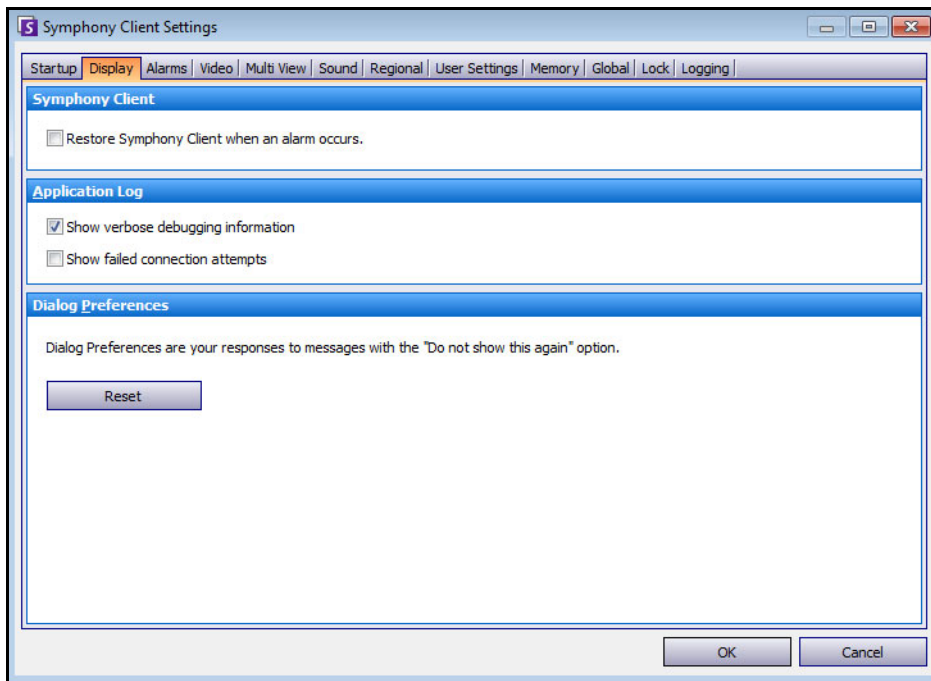 Symphony Client Settings
Startup Display Alarms Video Multi View Sound Regional User Settings Memory Global Lock Logging
Symphony Client
Restore Symphony Client when an alarm occurs.
Application Log
Show verbose debugging information
Show failed connection attempts
Dialog Preferences
Dialog Preferences are your responses to messages with the "Do not show this again" option.
Reset
OK Cancel